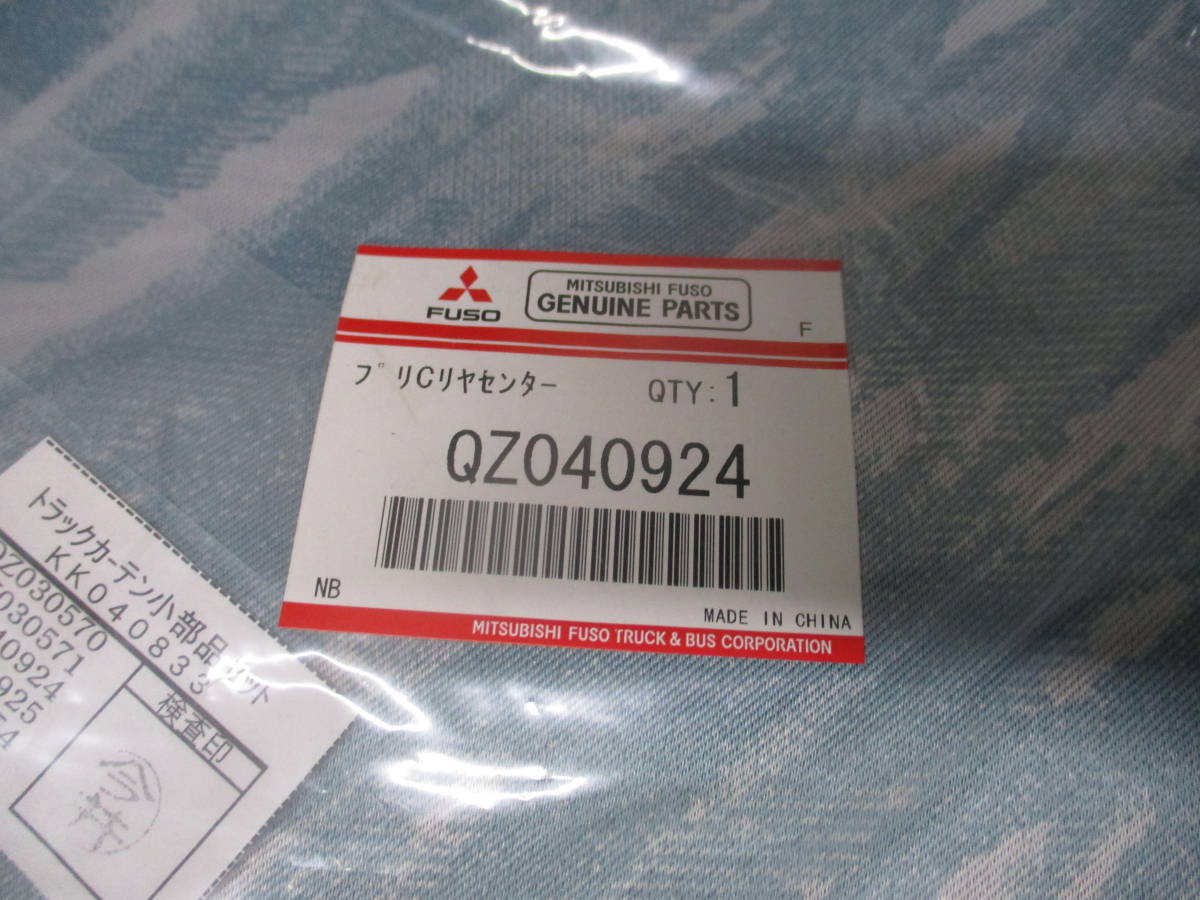 FUSO
MITSUBISHI FUSO
GENUINE PARTS
F
プリCリヤセンター
QTY:1
QZ040924
NB
MADE IN CHINA
MITSUBISHI FUSO TRUCK & BUS CORPORATION
トラックカーテン小部品セット
KK040833
QZ030570
030571
40924
925
54
検査印